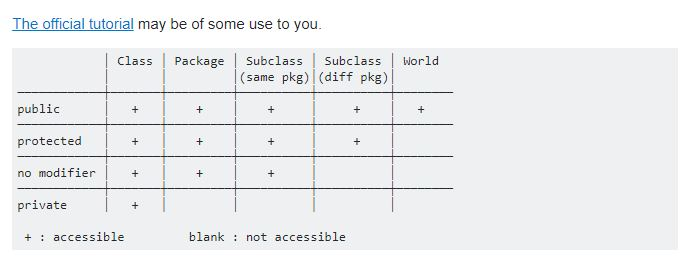 The official tutorial may be of some use to you.
| Class | Package | Subclass | Subclass | World
| | |(same pkg)|(diff pkg)|
public | + | + | + | + | +
protected | + | + | + | + |
no modifier | + | + | + | |
private | + | | | |
+ : accessible blank : not accessible